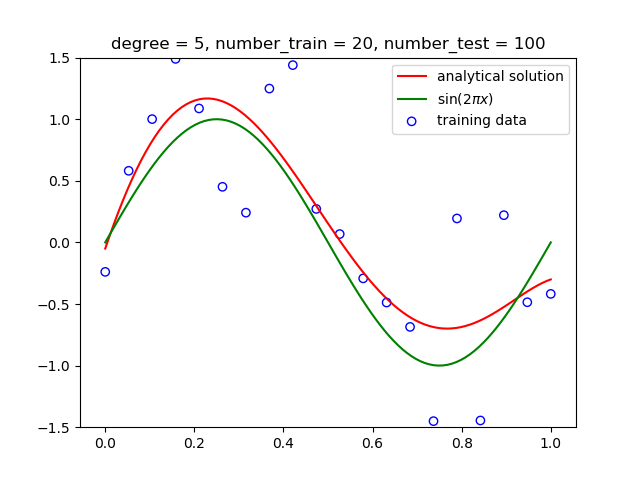 degree = 5, number_train = 20, number_test = 100
analytical solution
sin(2πx)
training data
1.5
1.0
0.5
0.0
−0.5
−1.0
−1.5
0.0 0.2 0.4 0.6 0.8 1.0